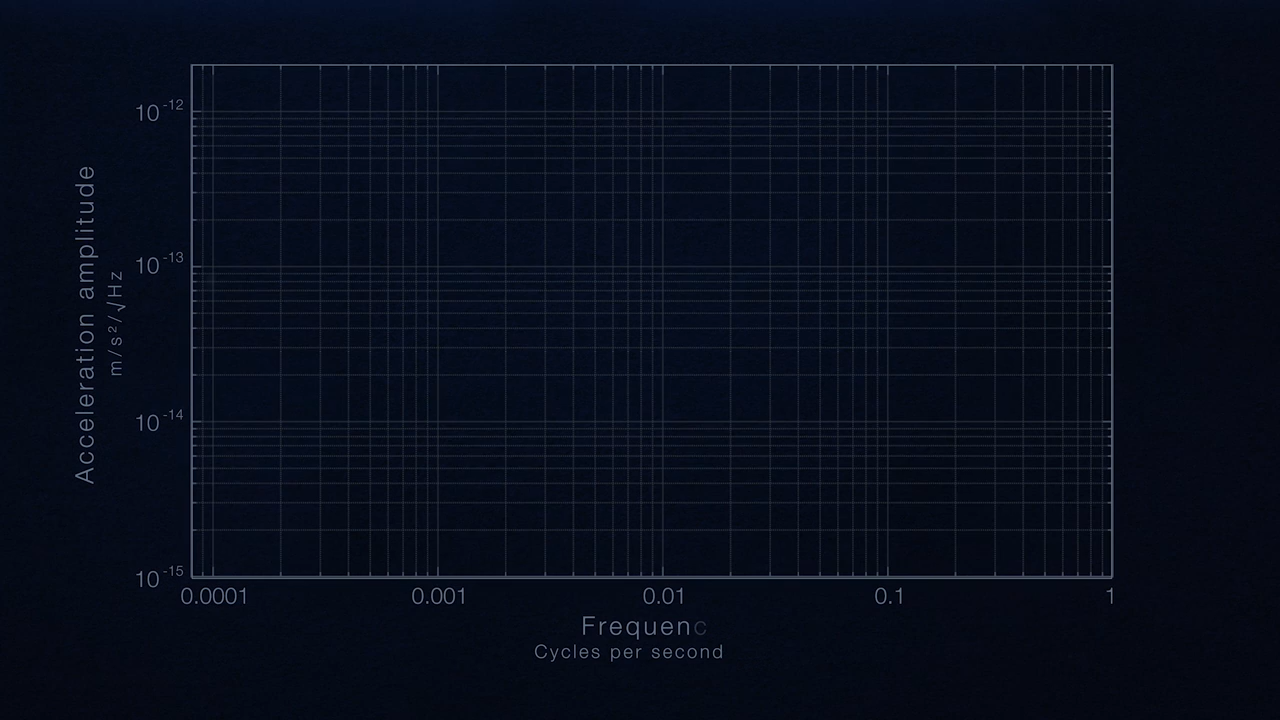 10⁻¹²
10⁻¹³
10⁻¹⁴
10⁻¹⁵
Acceleration amplitude
m/s²/√Hz
0.0001 0.001 0.01 0.1 1
Frequenc
Cycles per second